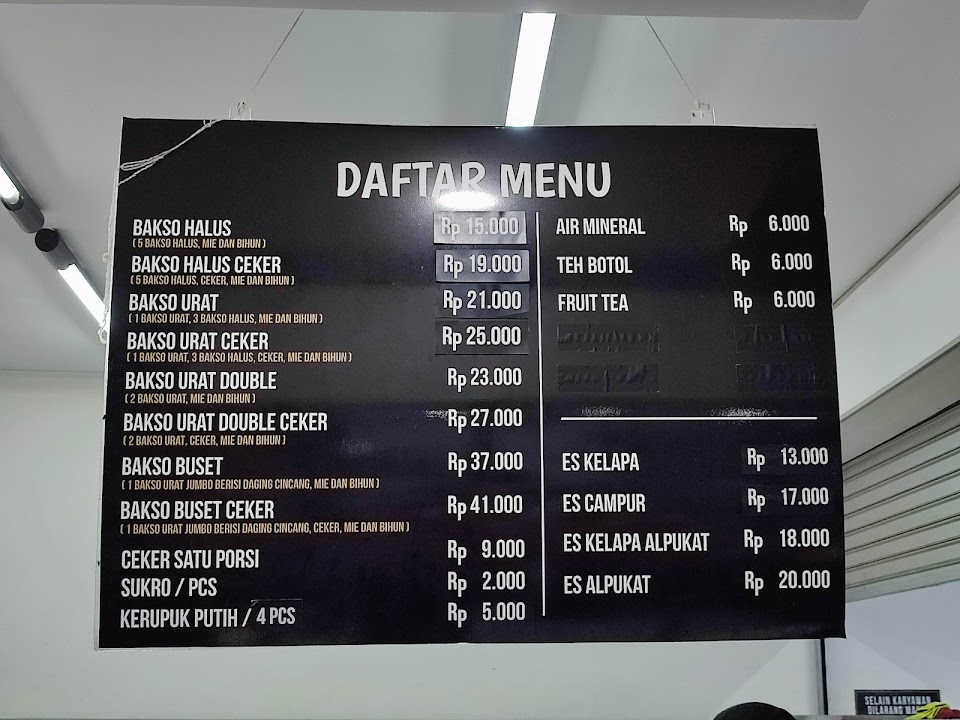 DAFTAR MENU
BAKSO HALUS Rp 15.000
( 5 BAKSO HALUS, MIE DAN BIHUN )
BAKSO HALUS CEKER Rp 19.000
( 5 BAKSO HALUS, CEKER, MIE DAN BIHUN )
BAKSO URAT Rp 21.000
( 1 BAKSO URAT, 3 BAKSO HALUS, MIE DAN BIHUN )
BAKSO URAT CEKER Rp 25.000
( 1 BAKSO URAT, 3 BAKSO HALUS, CEKER, MIE DAN BIHUN )
BAKSO URAT DOUBLE Rp 23.000
( 2 BAKSO URAT, MIE DAN BIHUN )
BAKSO URAT DOUBLE CEKER Rp 27.000
( 2 BAKSO URAT, CEKER, MIE DAN BIHUN )
BAKSO BUSET Rp 37.000
( 1 BAKSO URAT JUMBO BERISI DAGING CINCANG, MIE DAN BIHUN )
BAKSO BUSET CEKER Rp 41.000
( 1 BAKSO URAT JUMBO BERISI DAGING CINCANG, CEKER, MIE DAN BIHUN )
CEKER SATU PORSI Rp 9.000
SUKRO / PCS Rp 2.000
KERUPUK PUTIH / 4 PCS Rp 5.000
AIR MINERAL Rp 6.000
TEH BOTOL Rp 6.000
FRUIT TEA Rp 6.000
ES KELAPA Rp 13.000
ES CAMPUR Rp 17.000
ES KELAPA ALPUKAT Rp 18.000
ES ALPUKAT Rp 20.000
SELAIN KARYAWAN
DILARANG